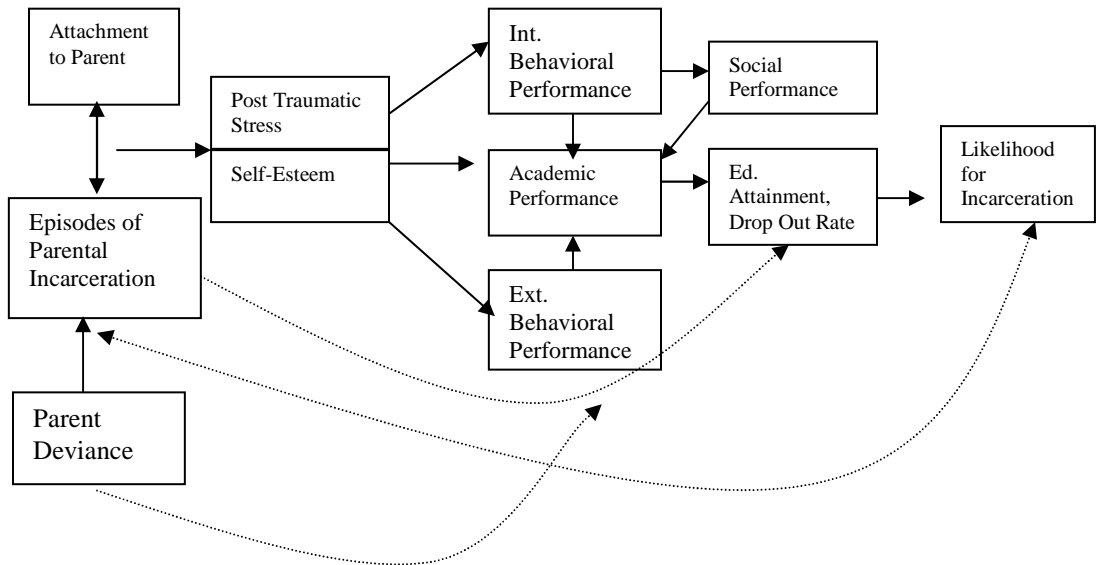 Attachment
to Parent
Episodes of
Parental
Incarceration
Parent
Deviance
Post Traumatic
Stress
Self-Esteem
Int.
Behavioral
Performance
Academic
Performance
Ext.
Behavioral
Performance
Social
Performance
Ed.
Attainment,
Drop Out Rate
Likelihood
for
Incarceration